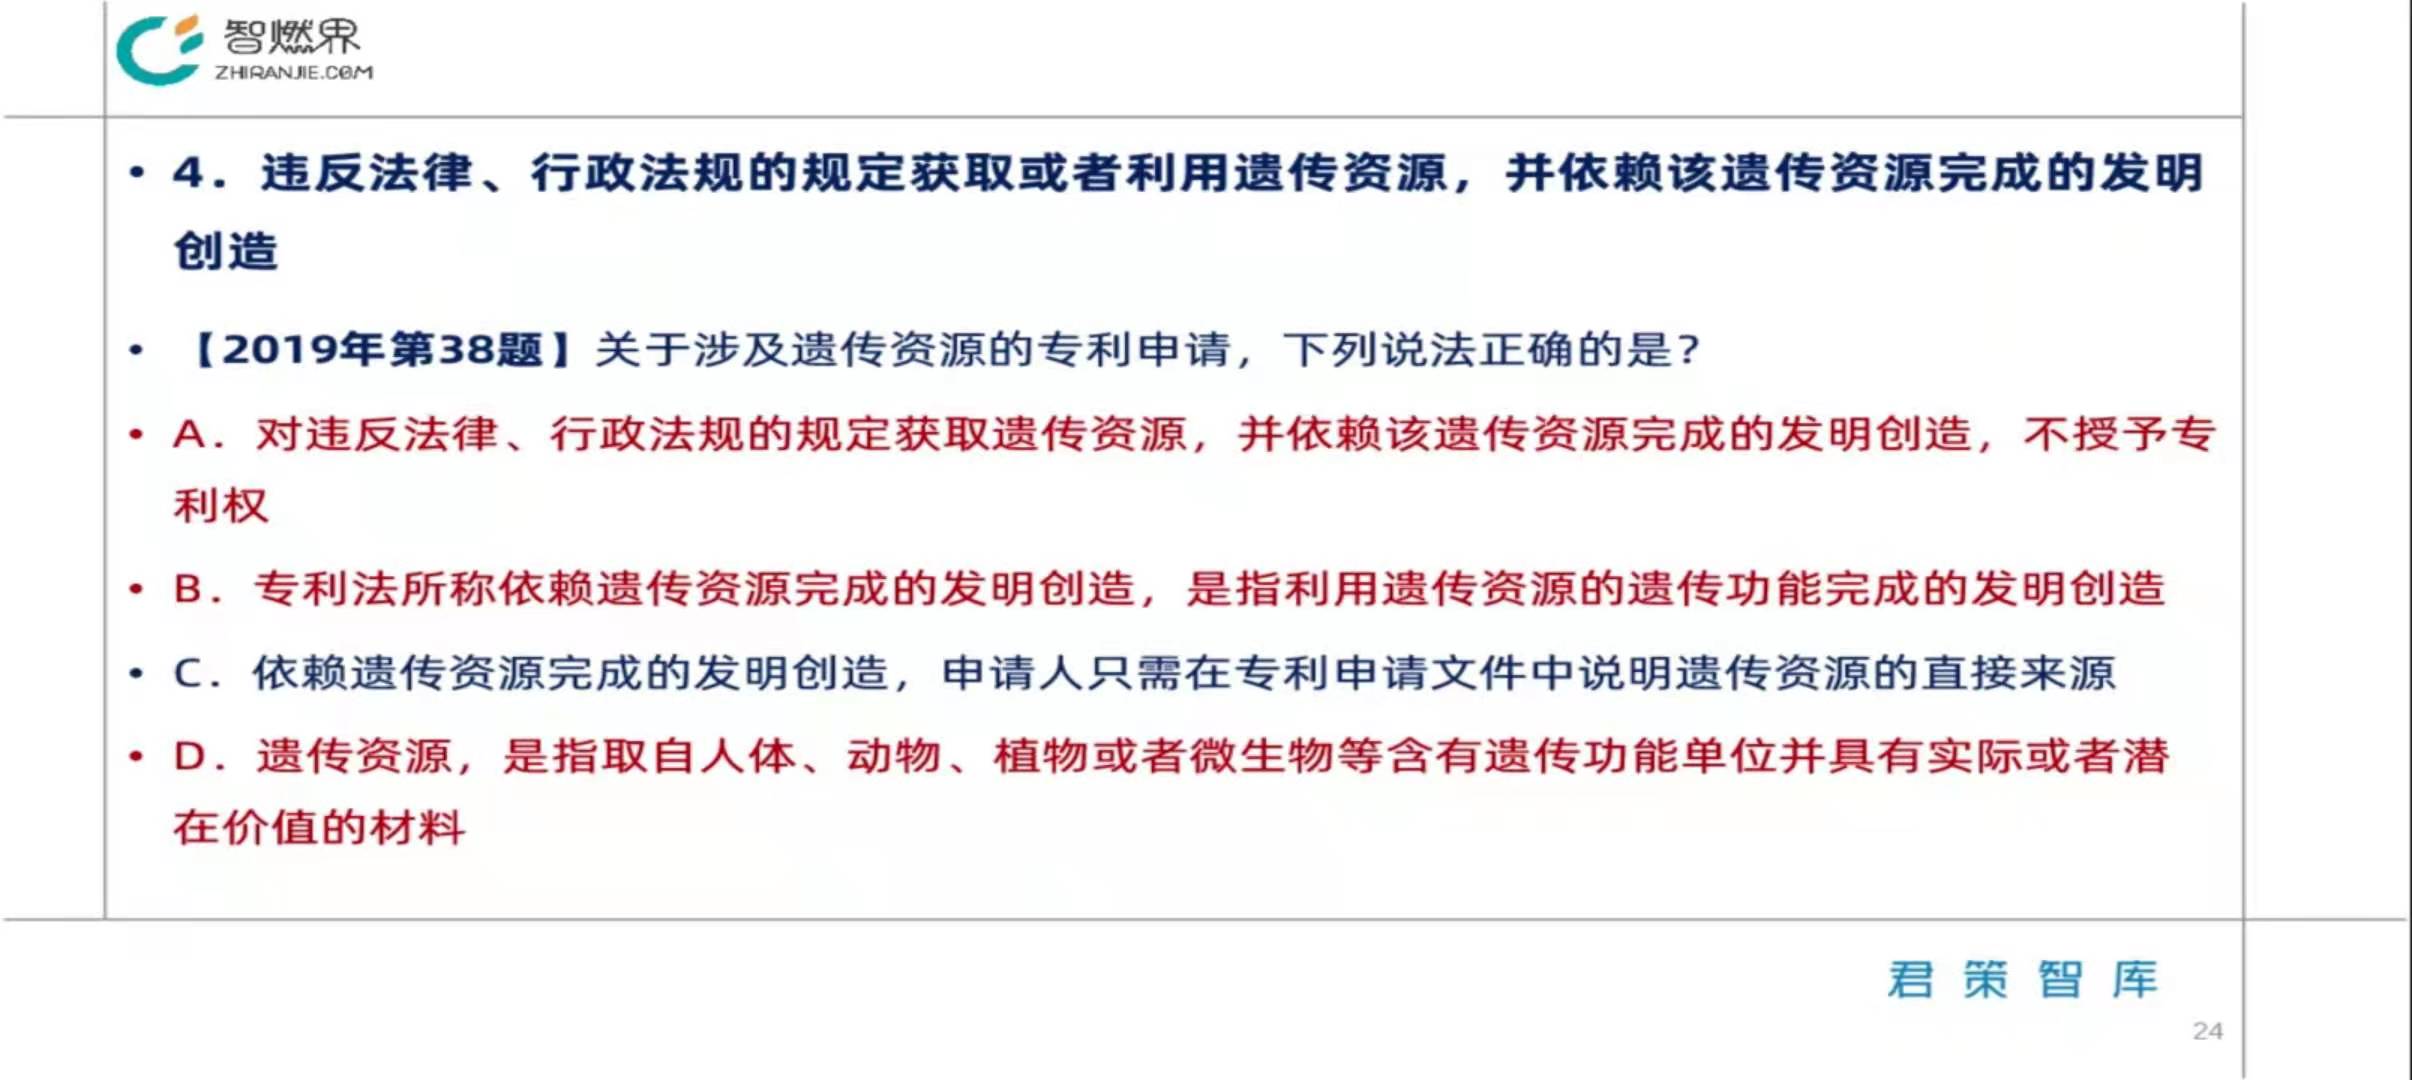 智燃界
ZHIRANJIE.COM
• 4. 违反法律、行政法规的规定获取或者利用遗传资源，并依赖该遗传资源完成的发明
创造
• 【2019年第38题】关于涉及遗传资源的专利申请，下列说法正确的是？
• A. 对违反法律、行政法规的规定获取遗传资源，并依赖该遗传资源完成的发明创造，不授予专
利权
• B. 专利法所称依赖遗传资源完成的发明创造，是指利用遗传资源的遗传功能完成的发明创造
• C. 依赖遗传资源完成的发明创造，申请人只需在专利申请文件中说明遗传资源的直接来源
• D. 遗传资源，是指取自人体、动物、植物或者微生物等含有遗传功能单位并具有实际或者潜
在价值的材料
君策智库
24